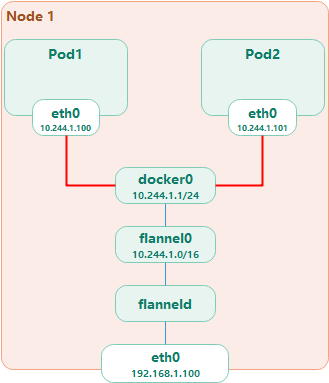 Node 1
Pod1
Pod2
eth0
10.244.1.100
eth0
10.244.1.101
docker0
10.244.1.1/24
flannel0
10.244.1.0/16
flanneld
eth0
192.168.1.100